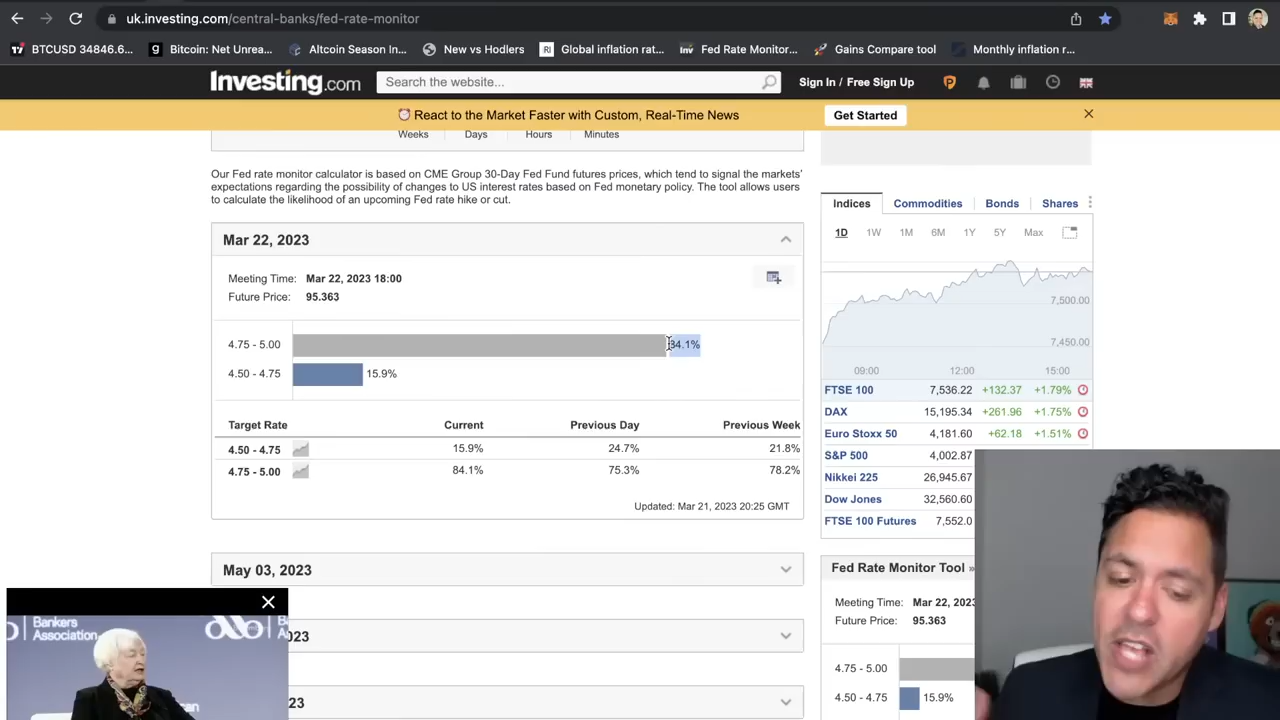 uk.investing.com/central-banks/fed-rate-monitor
BTCUSD 34846.6... Bitcoin: Net Unrea... Altcoin Season In... New vs Hodlers Global inflation rat... Fed Rate Monitor... Gains Compare tool Monthly inflation r...
Investing.com Search the website... Sign In / Free Sign Up
React to the Market Faster with Custom, Real-Time News Get Started
Weeks Days Hours Minutes
Our Fed rate monitor calculator is based on CME Group 30-Day Fed Fund futures prices, which tend to signal the markets'
expectations regarding the possibility of changes to US interest rates based on Fed monetary policy. The tool allows users
to calculate the likelihood of an upcoming Fed rate hike or cut.
Mar 22, 2023
Meeting Time: Mar 22, 2023 18:00
Future Price: 95.363
4.75 - 5.00 84.1%
4.50 - 4.75 15.9%
Target Rate Current Previous Day Previous Week
4.50 - 4.75 15.9% 24.7% 21.8%
4.75 - 5.00 84.1% 75.3% 78.2%
Updated: Mar 21, 2023 20:25 GMT
May 03, 2023
023
23
Bankers
Association
Indices Commodities Bonds Shares
1D 1W 1M 6M 1Y 5Y Max
7,500.00
7,450.00
09:00 12:00 15:00
FTSE 100 7,536.22 +132.37 +1.79%
DAX 15,195.34 +261.96 +1.75%
Euro Stoxx 50 4,181.60 +62.18 +1.51%
S&P 500 4,002.87
Nikkei 225 26,945.67
Dow Jones 32,560.60
FTSE 100 Futures 7,552.0
Fed Rate Monitor Tool »
Meeting Time: Mar 22, 2023
Future Price: 95.363
4.75 - 5.00
4.50 - 4.75 15.9%